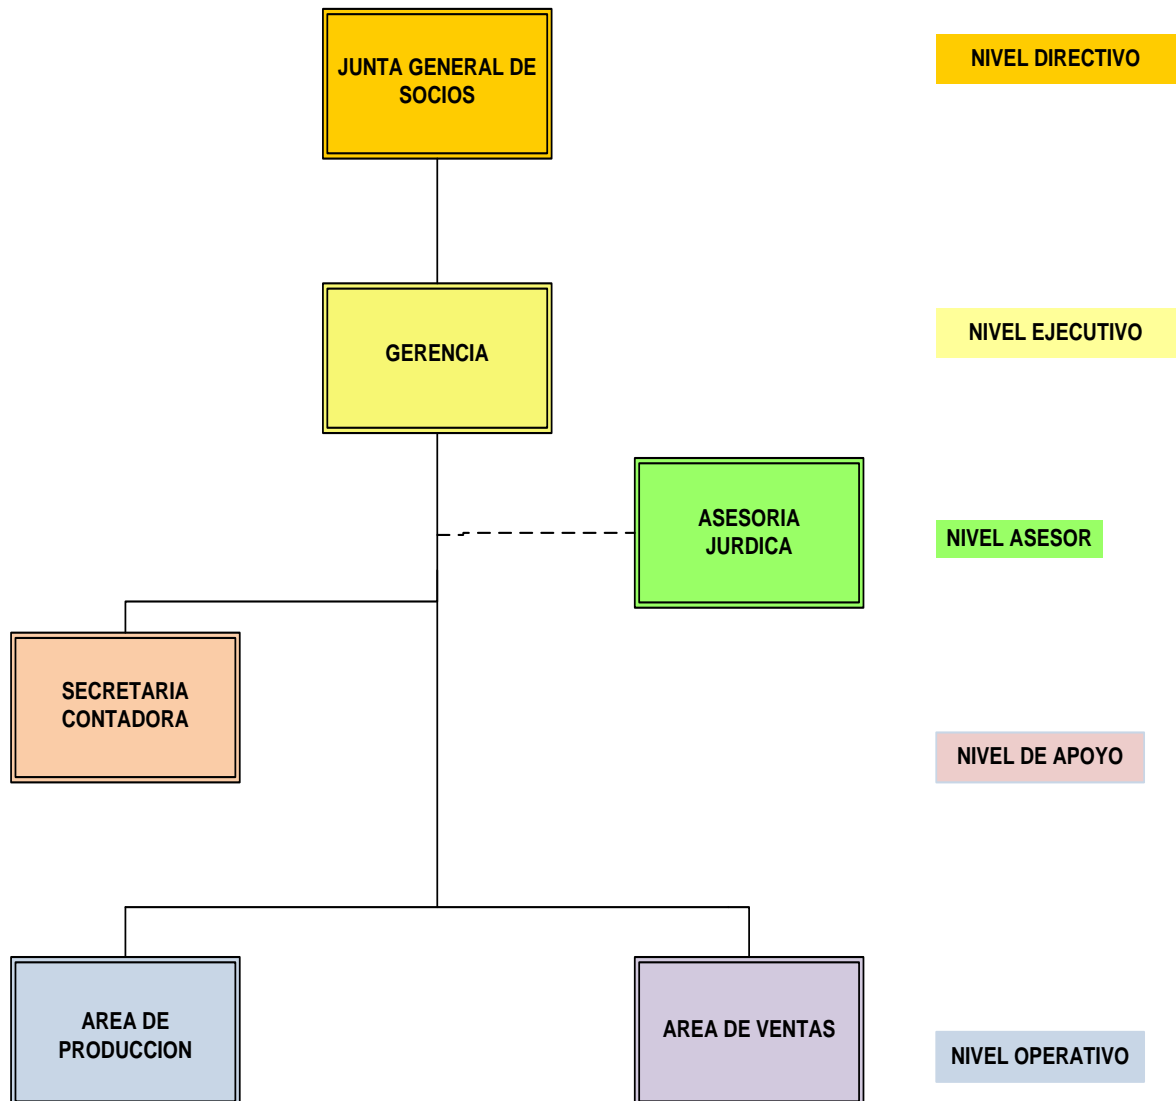 JUNTA GENERAL DE
SOCIOS
NIVEL DIRECTIVO
GERENCIA
NIVEL EJECUTIVO
ASESORIA
JURDICA
NIVEL ASESOR
SECRETARIA
CONTADORA
NIVEL DE APOYO
AREA DE
PRODUCCION
AREA DE VENTAS
NIVEL OPERATIVO